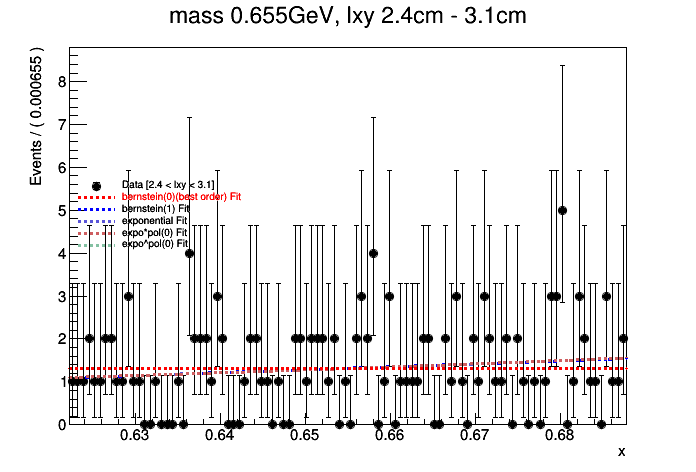 mass 0.655GeV, lxy 2.4cm - 3.1cm
Events / ( 0.000655 )
8
7
6
5
4
3
2
1
0
Data [2.4 < lxy < 3.1]
bernstein(0)(best order) Fit
bernstein(1) Fit
exponential Fit
expo*pol(0) Fit
expo^pol(0) Fit
0.63 0.64 0.65 0.66 0.67 0.68
x